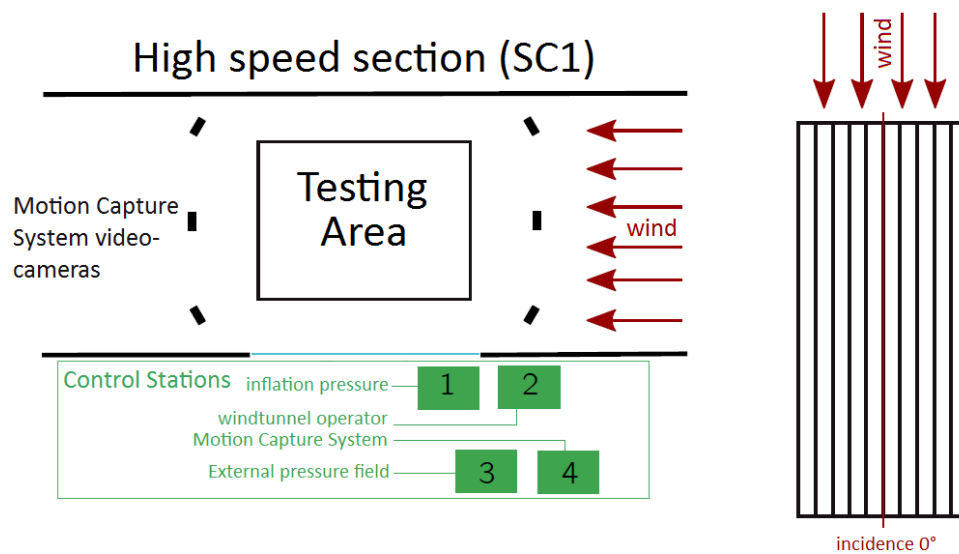 High speed section (SC1)
Motion Capture
System video-
cameras
Testing
Area
wind
wind
Control Stations
inflation pressure
1
2
windtunnel operator
Motion Capture System
External pressure field
3
4
incidence 0°